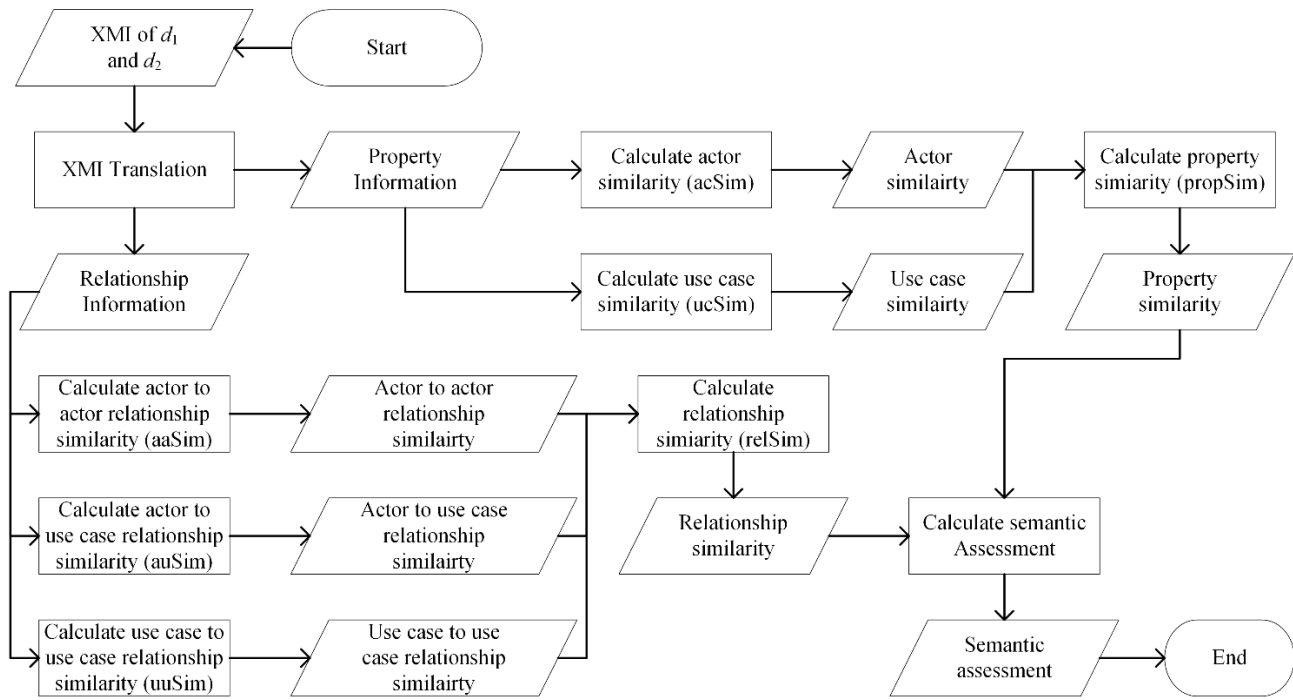 XMI of d1
and d2
Start
XMI Translation
Property
Information
Calculate actor
similarity (acSim)
Actor
similairty
Calculate property
simiarity (propSim)
Relationship
Information
Calculate use case
similarity (ucSim)
Use case
similairty
Property
similarity
Calculate actor to
actor relationship
similarity (aaSim)
Actor to actor
relationship
similairty
Calculate
relationship
simiarity (relSim)
Calculate actor to
use case relationship
similarity (auSim)
Actor to use case
relationship
similairty
Relationship
similarity
Calculate semantic
Assessment
Calculate use case to
use case relationship
similarity (uuSim)
Use case to use
case relationship
similairty
Semantic
assessment
End